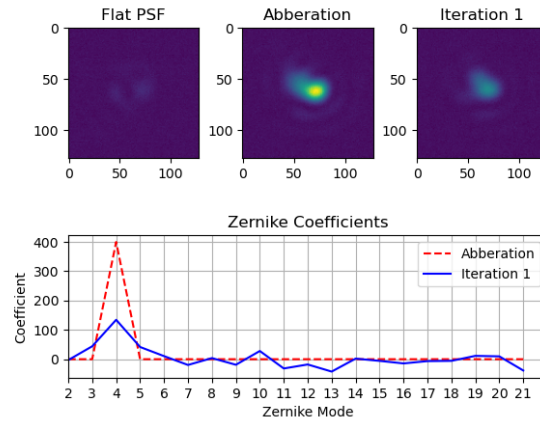 Flat PSF
Abberation
Iteration 1
0
50
100
0 50 100
0
50
100
0 50 100
0
50
100
0 50 100
Zernike Coefficients
Coefficient
400
300
200
100
0
Abberation
Iteration 1
2 3 4 5 6 7 8 9 10 11 12 13 14 15 16 17 18 19 20 21
Zernike Mode